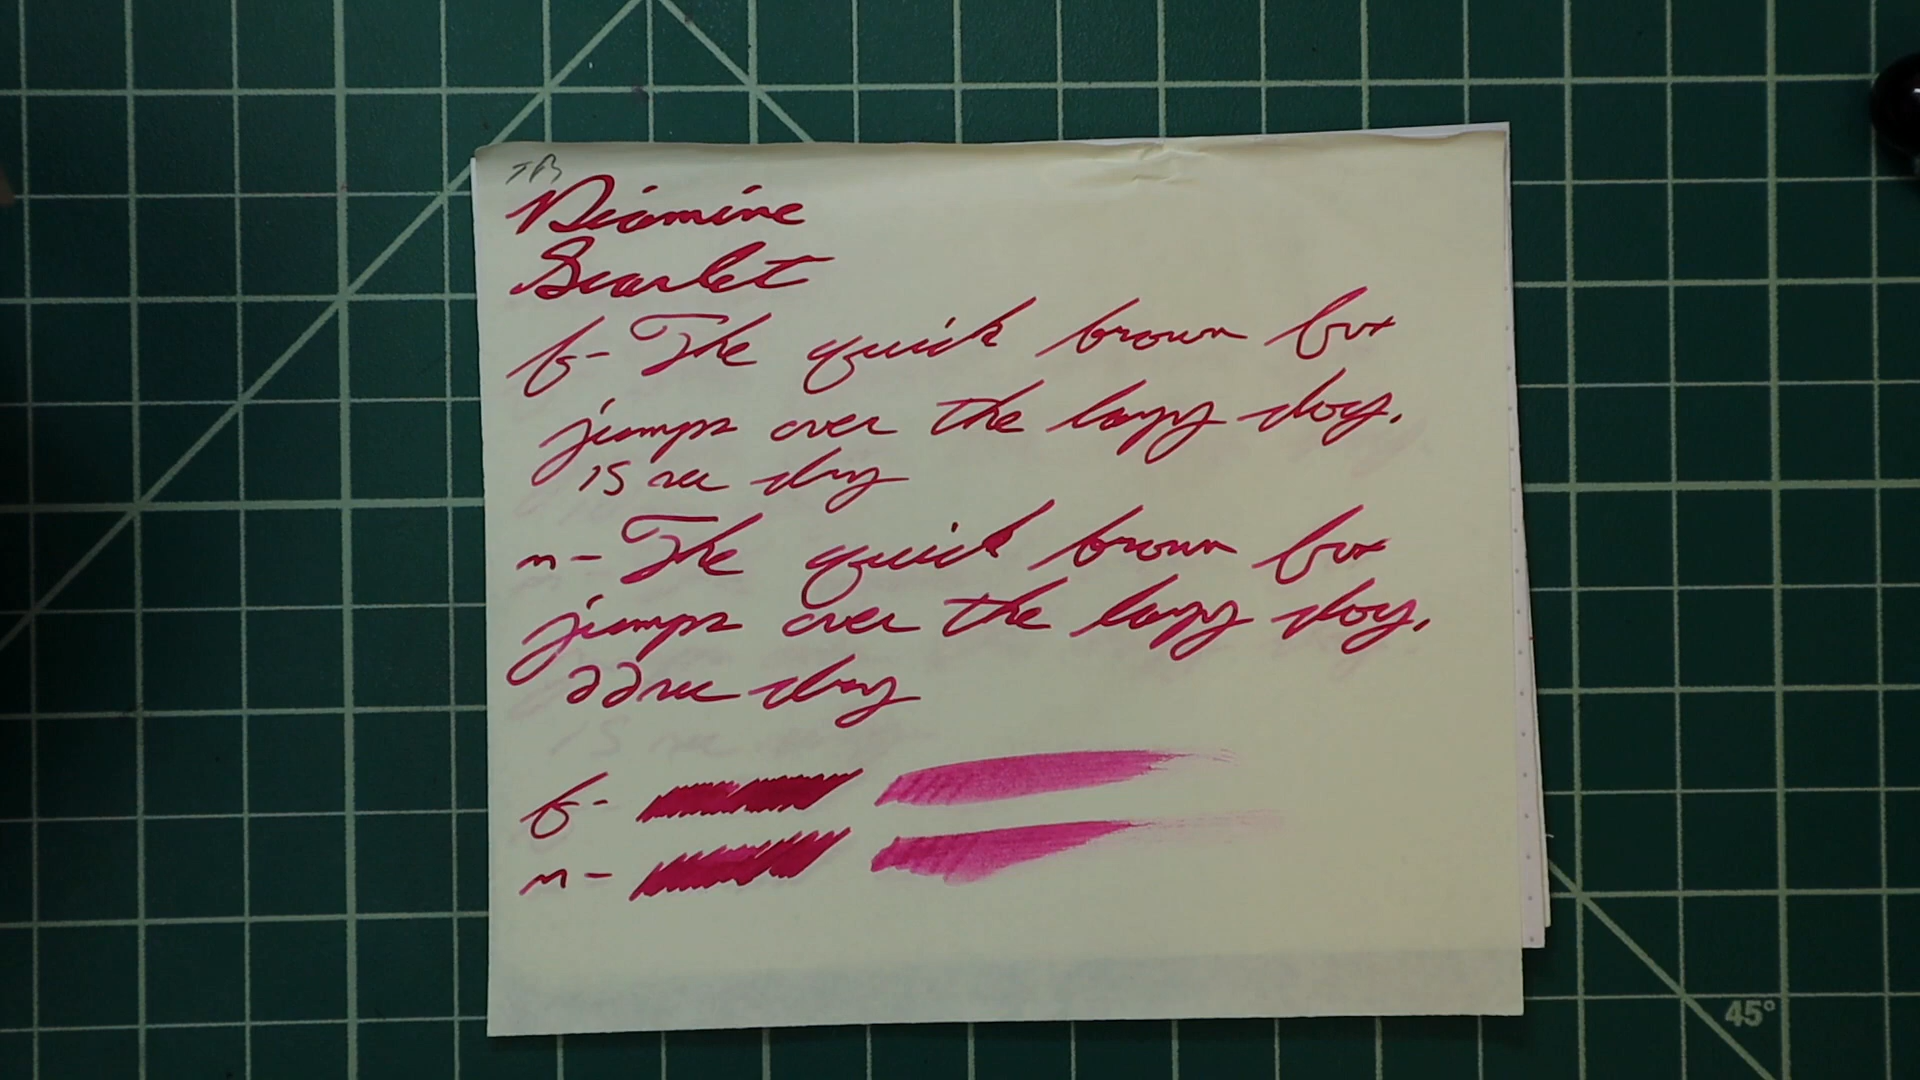 TR
Diamine
Scarlet
f- The quick brown fox
jumps over the lazy dog.
15 sec dry
m - The quick brown fox
jumps over the lazy dog.
22 sec dry
f-
m -
45°